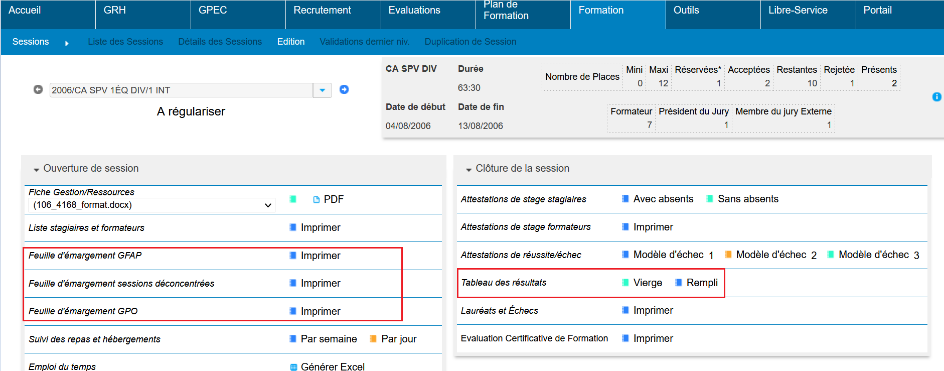 Accueil GRH GPEC Recrutement Evaluations Plan de Formation Formation Outils Libre-Service Portail
Sessions Liste des Sessions Détails des Sessions Edition Validations dernier niv. Duplication de Session
2006/CA SPV 1ÉQ DIV/1 INT
A régulariser
CA SPV DIV Durée
63:30
Date de début Date de fin
04/08/2006 13/08/2006
Mini Maxi Réservées* Acceptées Restantes Rejetée Présents
Nombre de Places 0 12 1 2 10 1 2
Formateur Président du Jury Membre du jury Externe
7 1 1
Ouverture de session
Fiche Gestion/Ressources
(106_4168_format.docx) PDF
Liste stagiaires et formateurs Imprimer
Feuille d'émargement GFAP Imprimer
Feuille d'émargement sessions déconcentrées Imprimer
Feuille d'émargement GPO Imprimer
Suivi des repas et hébergements Par semaine Par jour
Emploi du temps Générer Excel
Clôture de la session
Attestations de stage stagiaires Avec absents Sans absents
Attestations de stage formateurs Imprimer
Attestations de réussite/échec Modèle d'échec 1 Modèle d'échec 2 Modèle d'échec 3
Tableau des résultats Vierge Rempli
Lauréats et Échecs Imprimer
Evaluation Certificative de Formation Imprimer